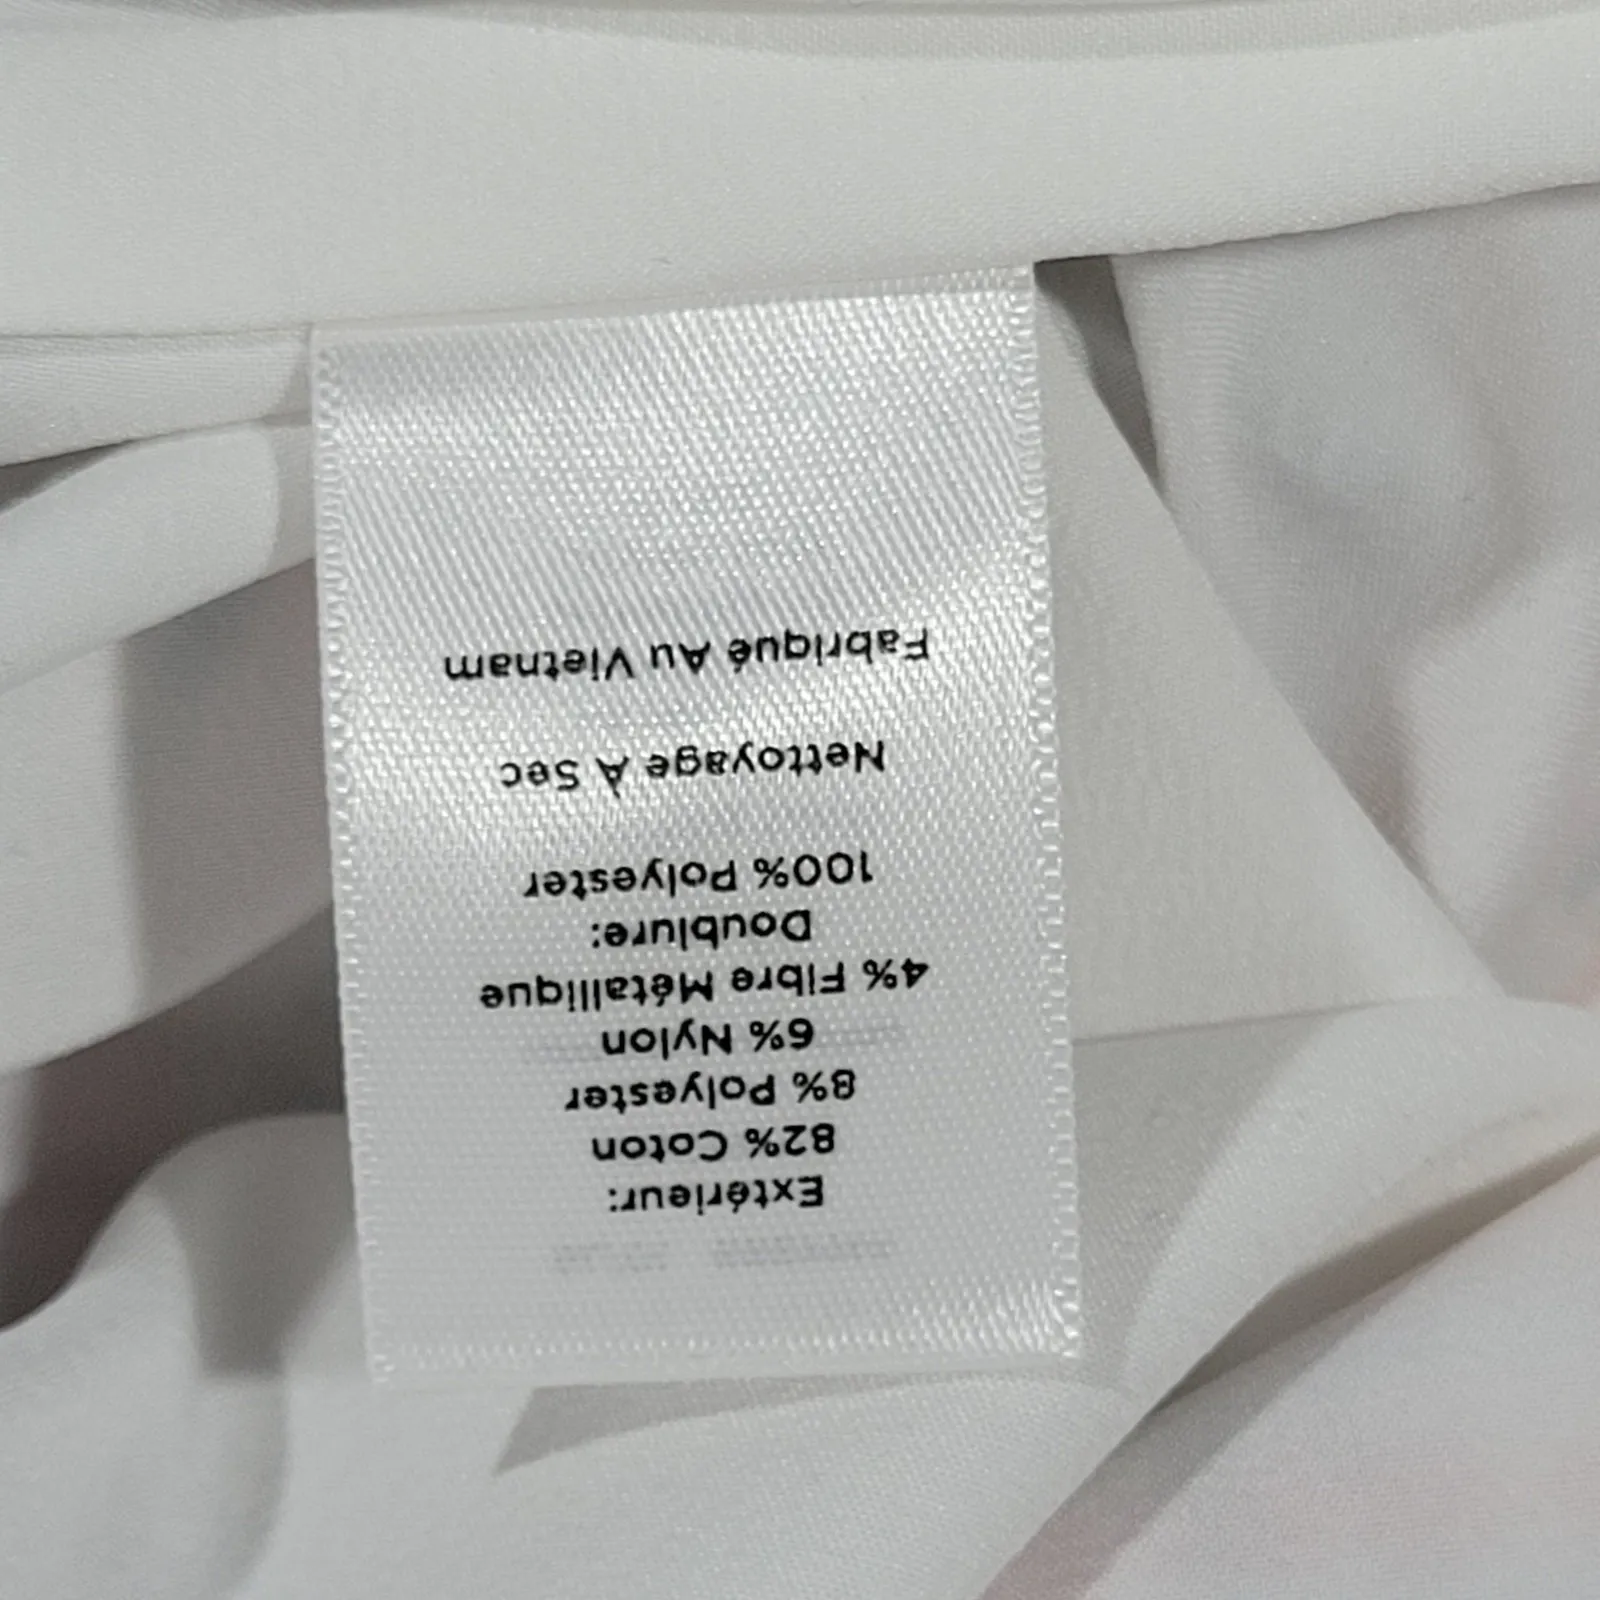 Extérieur:
82% Coton
8% Polyester
6% Nylon
4% Fibre Métallique
Doublure:
100% Polyester
Nettoyage À Sec
Fabriqué Au Vietnam